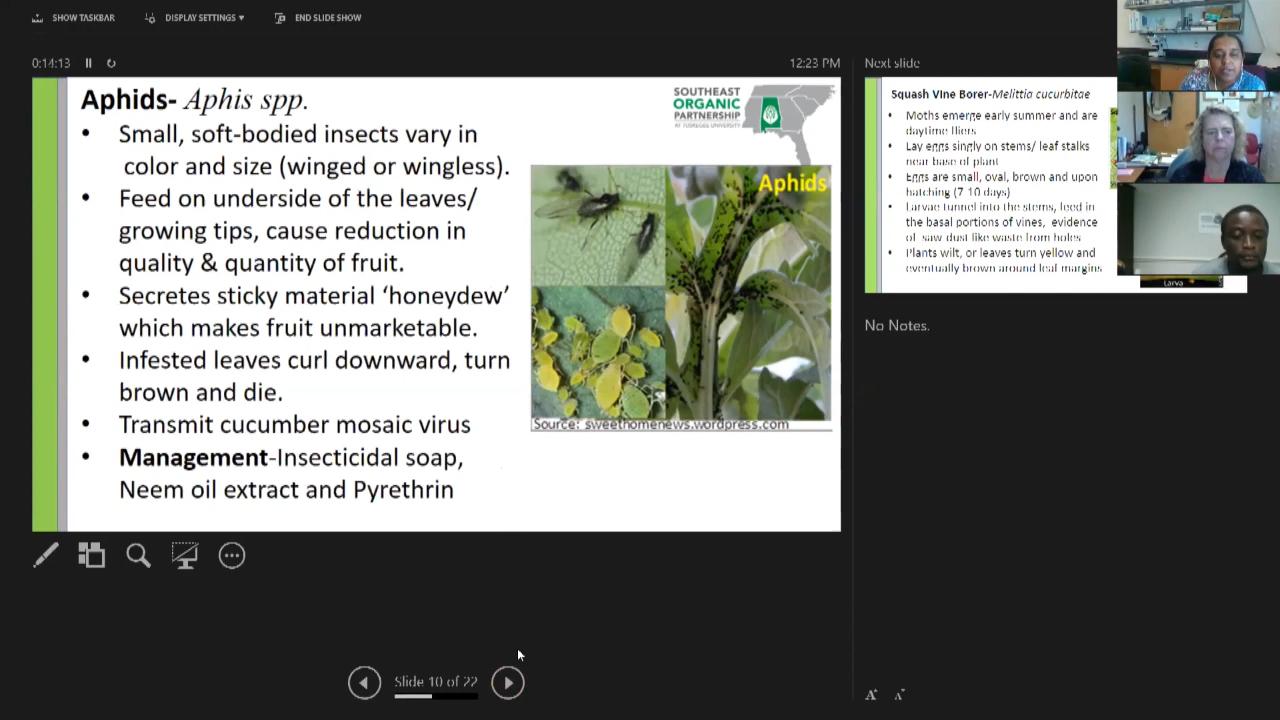 SHOW TASKBAR
DISPLAY SETTINGS ▾
END SLIDE SHOW
0:14:13
12:23 PM
Aphids- Aphis spp.
SOUTHEAST
ORGANIC
PARTNERSHIP
AT TUSKEGEE UNIVERSITY
• Small, soft-bodied insects vary in
color and size (winged or wingless).
• Feed on underside of the leaves/
growing tips, cause reduction in
quality & quantity of fruit.
• Secretes sticky material ‘honeydew’
which makes fruit unmarketable.
• Infested leaves curl downward, turn
brown and die.
• Transmit cucumber mosaic virus
• Management-Insecticidal soap,
Neem oil extract and Pyrethrin
Aphids
Source: sweethomenews.wordpress.com
Slide 10 of 22
Next slide
Squash Vine Borer-Melittia cucurbitae
• Moths emerge early summer and are
daytime fliers
• Lay eggs singly on stems/ leaf stalks
near base of plant
• Eggs are small, oval, brown and upon
hatching (7-10 days)
• Larvae tunnel into the stems, feed in
the basal portions of vines, evidence
of saw dust like waste from holes
• Plants wilt, or leaves turn yellow and
eventually brown around leaf margins
Larva
No Notes.
A
A